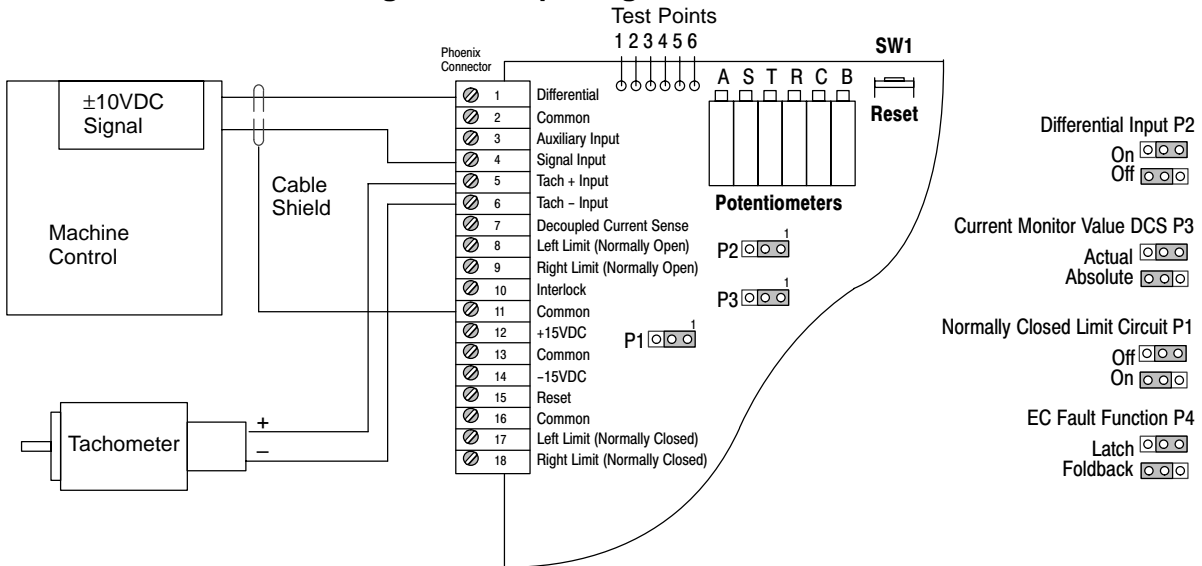 Test Points
1 2 3 4 5 6
SW1
Reset
A S T R C B
Potentiometers
Phoenix
Connector
1 Differential
2 Common
3 Auxiliary Input
4 Signal Input
5 Tach + Input
6 Tach − Input
7 Decoupled Current Sense
8 Left Limit (Normally Open)
9 Right Limit (Normally Open)
10 Interlock
11 Common
12 +15VDC
13 Common
14 −15VDC
15 Reset
16 Common
17 Left Limit (Normally Closed)
18 Right Limit (Normally Closed)
±10VDC
Signal
Machine
Control
Cable
Shield
Tachometer
+
−
P2 1
P3 1
P1 1
Differential Input P2
On
Off
Current Monitor Value DCS P3
Actual
Absolute
Normally Closed Limit Circuit P1
Off
On
EC Fault Function P4
Latch
Foldback